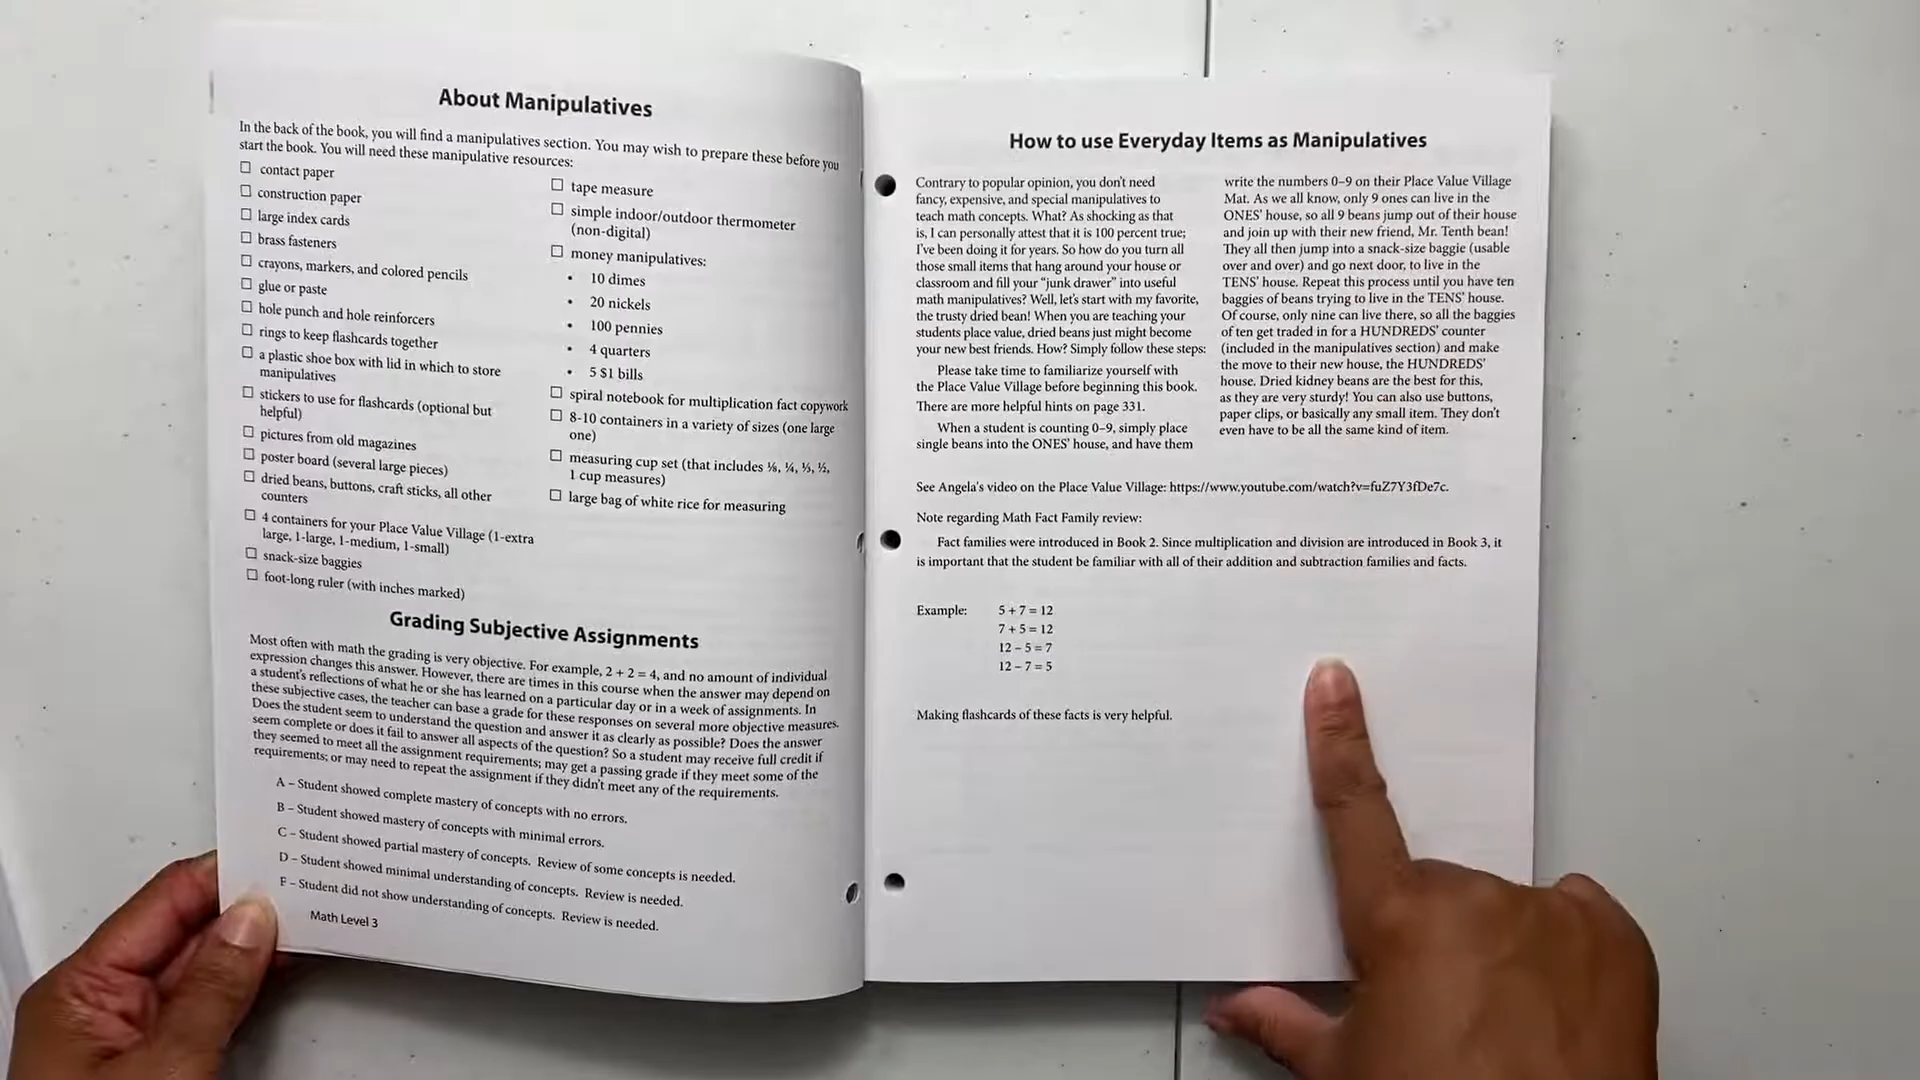 About Manipulatives
In the back of the book, you will find a manipulatives section. You may wish to prepare these before you
start the book. You will need these manipulative resources:
☐ contact paper
☐ construction paper
☐ large index cards
☐ brass fasteners
☐ crayons, markers, and colored pencils
☐ glue or paste
☐ hole punch and hole reinforcers
☐ rings to keep flashcards together
☐ a plastic shoe box with lid in which to store
manipulatives
☐ stickers to use for flashcards (optional but
helpful)
☐ pictures from old magazines
☐ poster board (several large pieces)
☐ dried beans, buttons, craft sticks, all other
counters
☐ 4 containers for your Place Value Village (1-extra
large, 1-large, 1-medium, 1-small)
☐ snack-size baggies
☐ foot-long ruler (with inches marked)
☐ tape measure
☐ simple indoor/outdoor thermometer
(non-digital)
☐ money manipulatives:
• 10 dimes
• 20 nickels
• 100 pennies
• 4 quarters
• 5 $1 bills
☐ spiral notebook for multiplication fact copywork
☐ 8-10 containers in a variety of sizes (one large
one)
☐ measuring cup set (that includes ⅛, ¼, ⅓, ½,
1 cup measures)
☐ large bag of white rice for measuring
Grading Subjective Assignments
Most often with math the grading is very objective. For example, 2 + 2 = 4, and no amount of individual
expression changes this answer. However, there are times in this course when the answer may depend on
a student's reflections of what he or she has learned on a particular day or in a week of assignments. In
these subjective cases, the teacher can base a grade for these responses on several more objective measures.
Does the student seem to understand the question and answer it as clearly as possible? Does the answer
seem complete or does it fail to answer all aspects of the question? So a student may receive full credit if
they seemed to meet all the assignment requirements; may get a passing grade if they meet some of the
requirements; or may need to repeat the assignment if they didn't meet any of the requirements.
A – Student showed complete mastery of concepts with no errors.
B – Student showed mastery of concepts with minimal errors.
C – Student showed partial mastery of concepts. Review of some concepts is needed.
D – Student showed minimal understanding of concepts. Review is needed.
F – Student did not show understanding of concepts. Review is needed.
Math Level 3
How to use Everyday Items as Manipulatives
Contrary to popular opinion, you don't need
fancy, expensive, and special manipulatives to
teach math concepts. What? As shocking as that
is, I can personally attest that it is 100 percent true;
I've been doing it for years. So how do you turn all
those small items that hang around your house or
classroom and fill your "junk drawer" into useful
math manipulatives? Well, let's start with my favorite,
the trusty dried bean! When you are teaching your
students place value, dried beans just might become
your new best friends. How? Simply follow these steps:
Please take time to familiarize yourself with
the Place Value Village before beginning this book.
There are more helpful hints on page 331.
When a student is counting 0–9, simply place
single beans into the ONES' house, and have them
write the numbers 0–9 on their Place Value Village
Mat. As we all know, only 9 ones can live in the
ONES' house, so all 9 beans jump out of their house
and join up with their new friend, Mr. Tenth bean!
They all then jump into a snack-size baggie (usable
over and over) and go next door, to live in the
TENS' house. Repeat this process until you have ten
baggies of beans trying to live in the TENS' house.
Of course, only nine can live there, so all the baggies
of ten get traded in for a HUNDREDS' counter
(included in the manipulatives section) and make
the move to their new house, the HUNDREDS'
house. Dried kidney beans are the best for this,
as they are very sturdy! You can also use buttons,
paper clips, or basically any small item. They don't
even have to be all the same kind of item.
See Angela's video on the Place Value Village: https://www.youtube.com/watch?v=fuZ7Y3fDe7c.
Note regarding Math Fact Family review:
Fact families were introduced in Book 2. Since multiplication and division are introduced in Book 3, it
is important that the student be familiar with all of their addition and subtraction families and facts.
Example: 5 + 7 = 12
7 + 5 = 12
12 – 5 = 7
12 – 7 = 5
Making flashcards of these facts is very helpful.